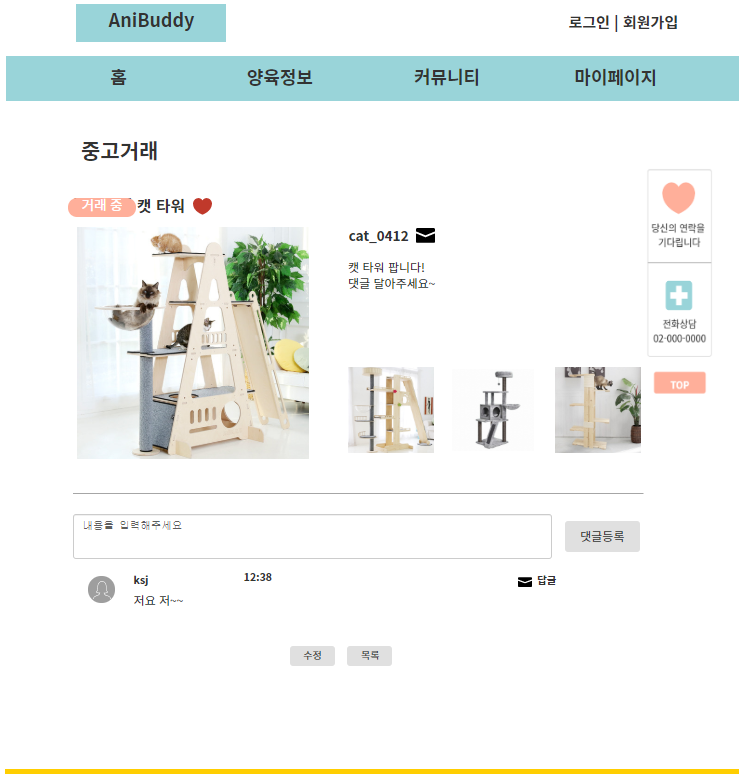 AniBuddy
로그인 | 회원가입
홈 양육정보 커뮤니티 마이페이지
중고거래
거래 중 캣 타워
cat_0412
캣 타워 팝니다!
댓글 달아주세요~
당신의 연락을
기다립니다
전화상담
02-000-0000
TOP
내용을 입력해주세요
댓글등록
ksj 12:38 답글
저요 저~~
수정 목록